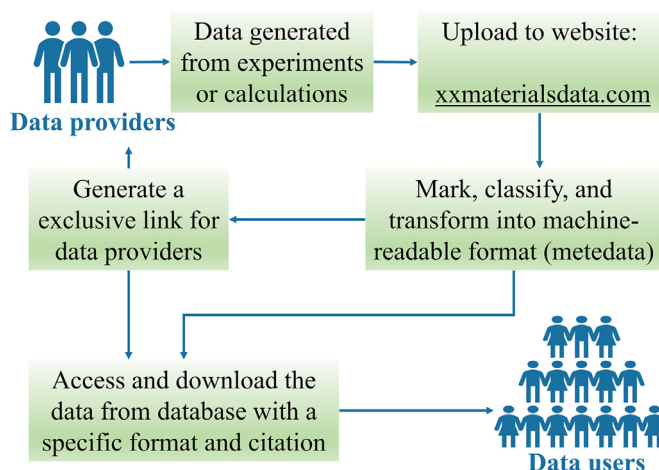 Data providers
Data generated
from experiments
or calculations
Upload to website:
xxmaterialsdata.com
Generate a
exclusive link for
data providers
Mark, classify, and
transform into machine-
readable format (metedata)
Access and download the
data from database with a
specific format and citation
Data users